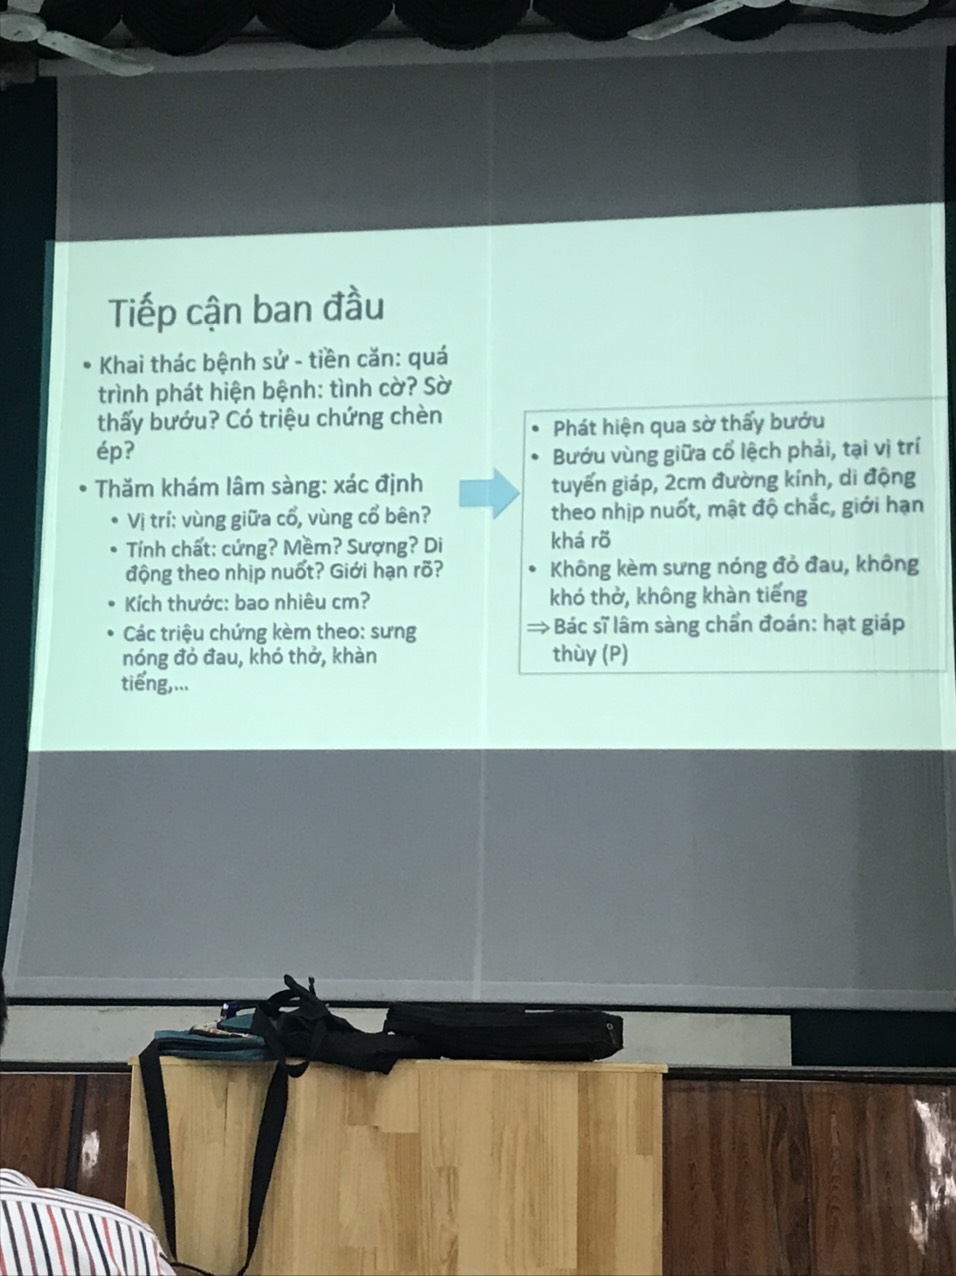 Tiếp cận ban đầu
• Khai thác bệnh sử - tiền căn: quá
trình phát hiện bệnh: tình cờ? Sờ
thấy bướu? Có triệu chứng chèn
ép?
• Thăm khám lâm sàng: xác định
• Vị trí: vùng giữa cổ, vùng cổ bên?
• Tính chất: cứng? Mềm? Sượng? Di
động theo nhịp nuốt? Giới hạn rõ?
• Kích thước: bao nhiêu cm?
• Các triệu chứng kèm theo: sưng
nóng đỏ đau, khó thở, khàn
tiếng,...
• Phát hiện qua sờ thấy bướu
• Bướu vùng giữa cổ lệch phải, tại vị trí
tuyến giáp, 2cm đường kính, di động
theo nhịp nuốt, mật độ chắc, giới hạn
khá rõ
• Không kèm sưng nóng đỏ đau, không
khó thở, không khàn tiếng
⇒ Bác sĩ lâm sàng chẩn đoán: hạt giáp
thùy (P)